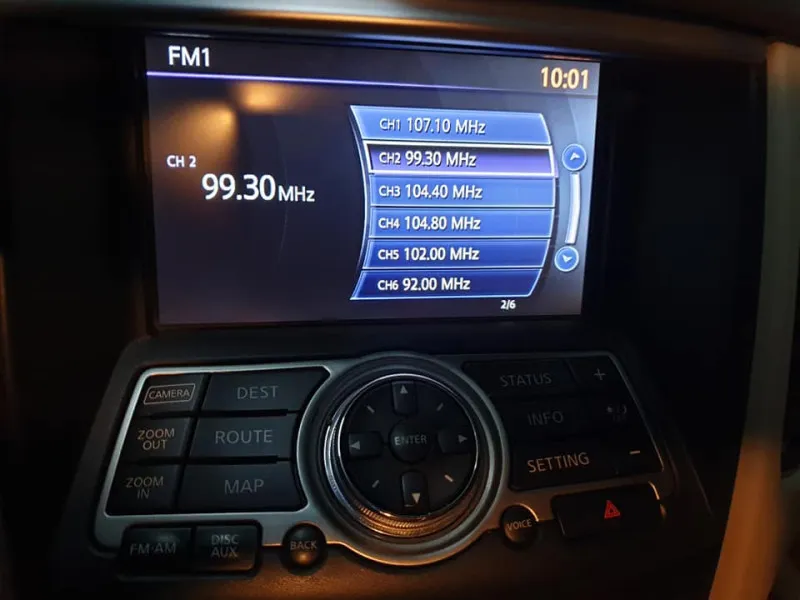 FM1
10:01
CH 2
99.30 MHz
CH1 107.10 MHz
CH2 99.30 MHz
CH3 104.40 MHz
CH4 104.80 MHz
CH5 102.00 MHz
CH6 92.00 MHz
2/6
CAMERA
DEST
ZOOM
OUT
ROUTE
ZOOM
IN
MAP
FM·AM
DISC
AUX
BACK
ENTER
VOICE
STATUS
+
INFO
SETTING
−